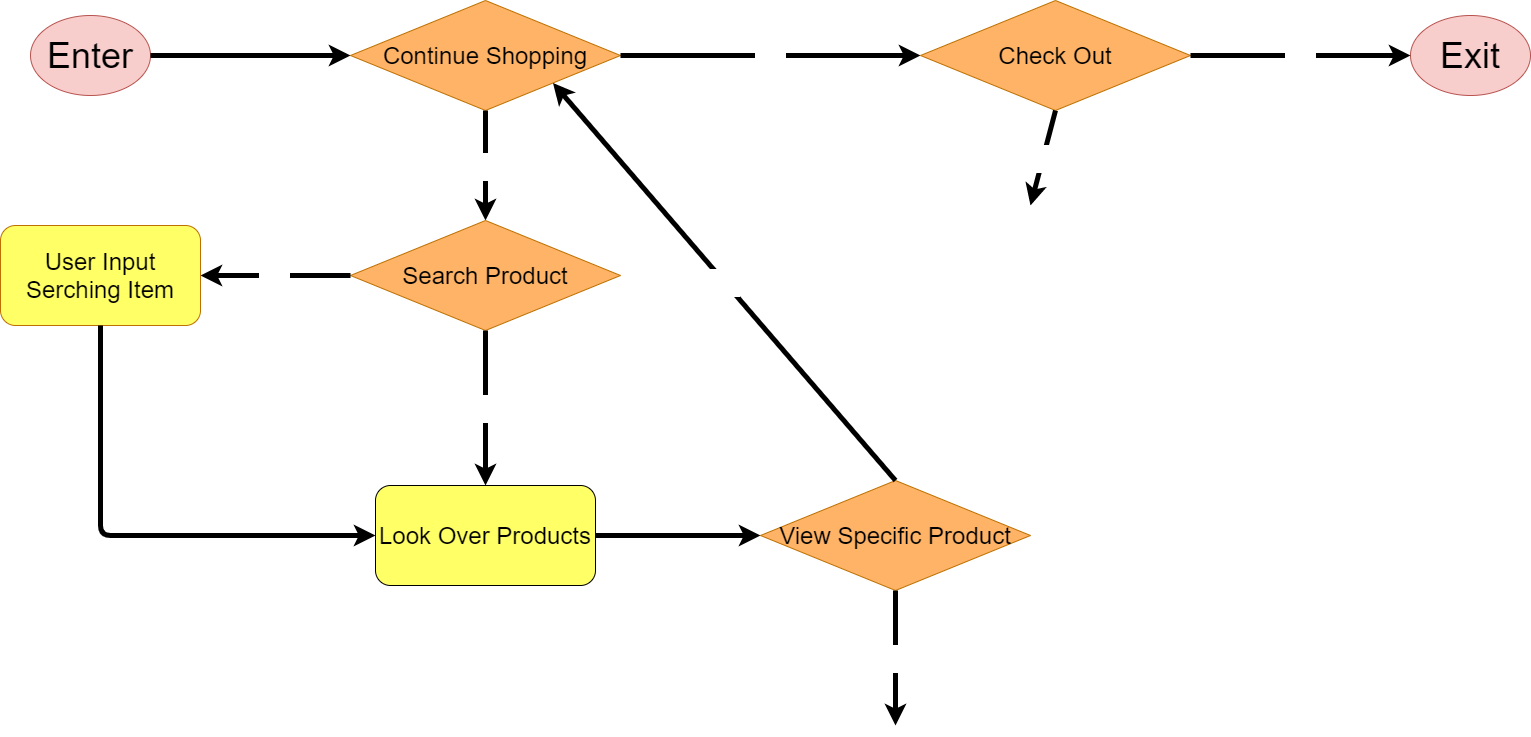 Enter
Continue Shopping
Check Out
Exit
User Input
Serching Item
Search Product
Look Over Products
View Specific Product